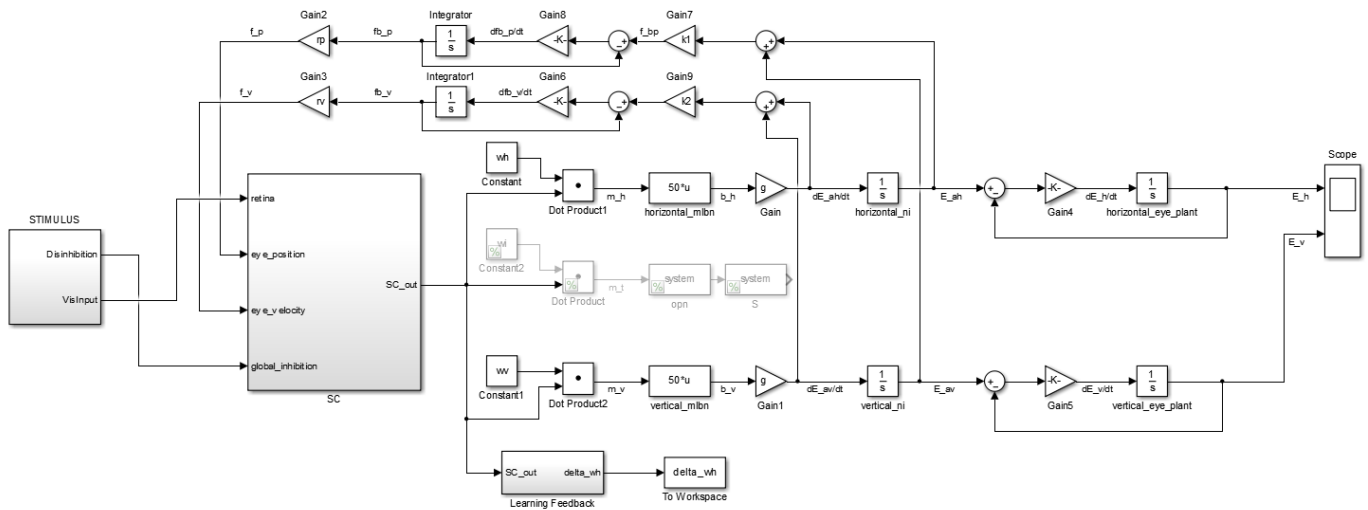 Gain2 Integrator Gain8 Gain7
f_p rp fb_p 1/s dfb_p/dt -K- f_bp k1
Gain3 Integrator1 Gain6 Gain9
f_v rv fb_v 1/s dfb_v/dt -K- k2
STIMULUS
Disinhibition
VisInput
retina
eye_position
eye_velocity
global_inhibition
SC_out
SC
wh
Constant
Dot Product1
m_h
50*u
horizontal_mlbn
b_h
g
Gain
dE_ah/dt
1/s
horizontal_ni
E_ah
-K-
Gain4
dE_h/dt
1/s
horizontal_eye_plant
Scope
E_h
E_v
wi
Constant2
Dot Product
m_t
system
opn
system
S
wv
Constant1
Dot Product2
m_v
50*u
vertical_mlbn
b_v
g
Gain1
dE_av/dt
1/s
vertical_ni
E_av
-K-
Gain5
dE_v/dt
1/s
vertical_eye_plant
SC_out delta_wh
Learning Feedback
delta_wh
To Workspace